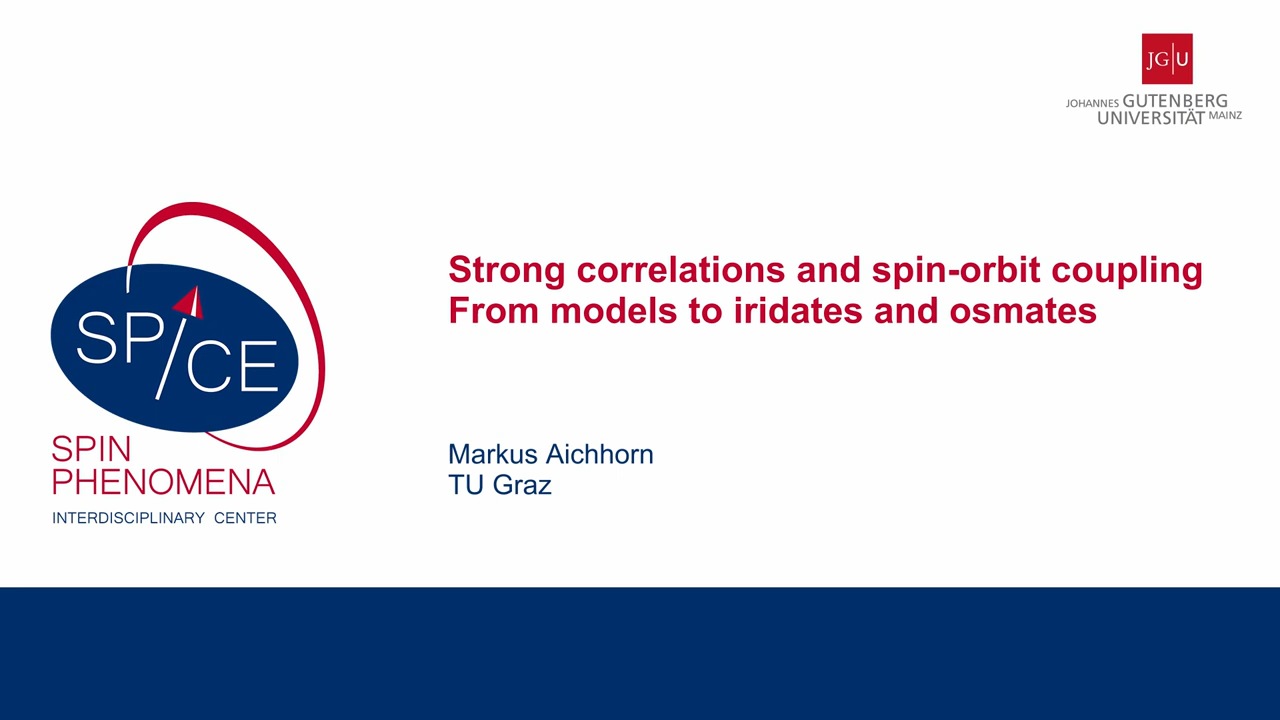 JG|U
JOHANNES GUTENBERG
UNIVERSITÄT MAINZ
SP/CE
SPIN
PHENOMENA
INTERDISCIPLINARY CENTER
Strong correlations and spin-orbit coupling
From models to iridates and osmates
Markus Aichhorn
TU Graz